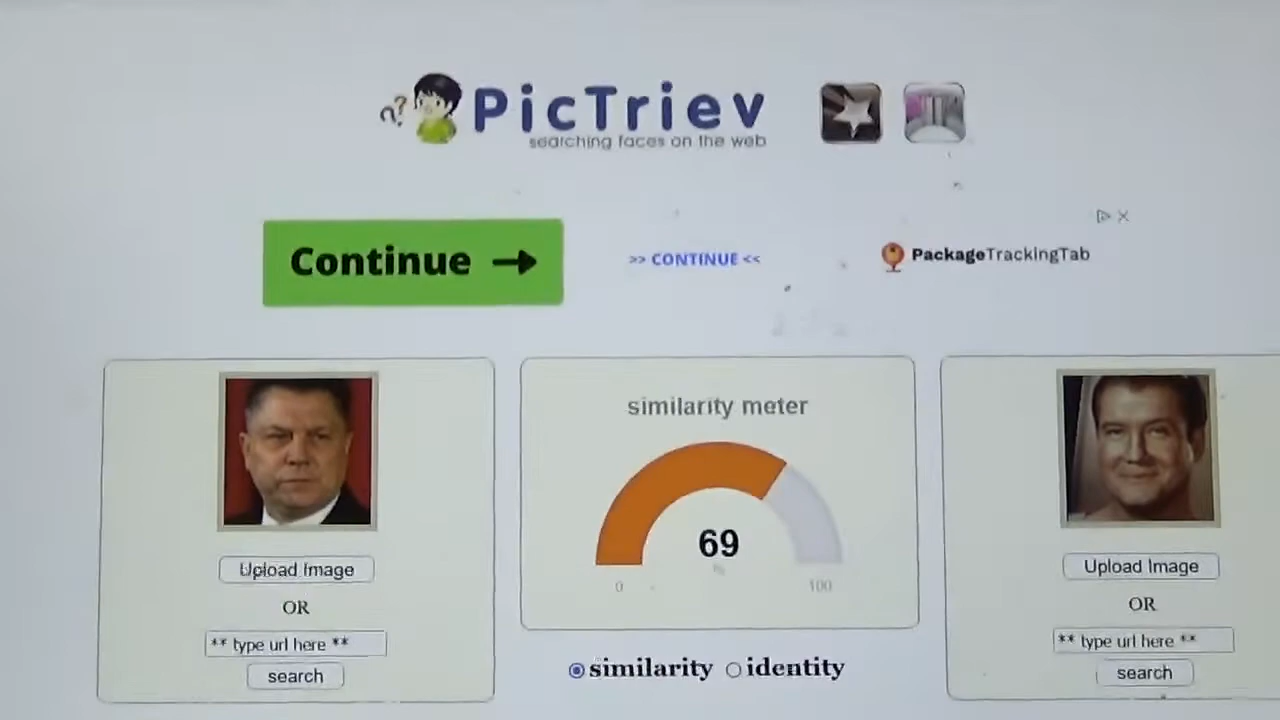 n?
PicTriev
searching faces on the web
Continue
>> CONTINUE <<
PackageTrackingTab
similarity meter
69
%
0
100
Upload Image
OR
** type url here **
search
Upload Image
OR
** type url here **
search
similarity
identity